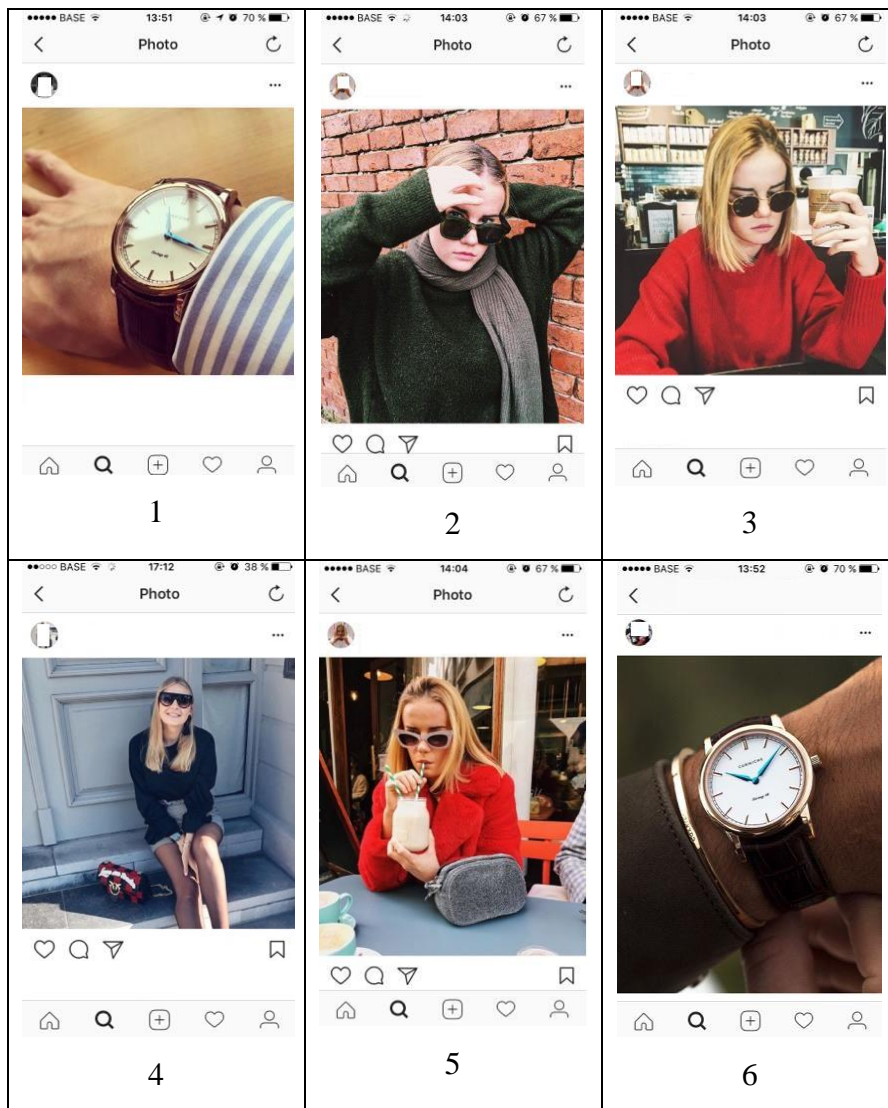 BASE 13:51 70 %
Photo
1
BASE 14:03 67 %
Photo
2
BASE 14:03 67 %
Photo
3
BASE 17:12 38 %
Photo
4
BASE 14:04 67 %
Photo
5
BASE 13:52 70 %
CORNICHE
6